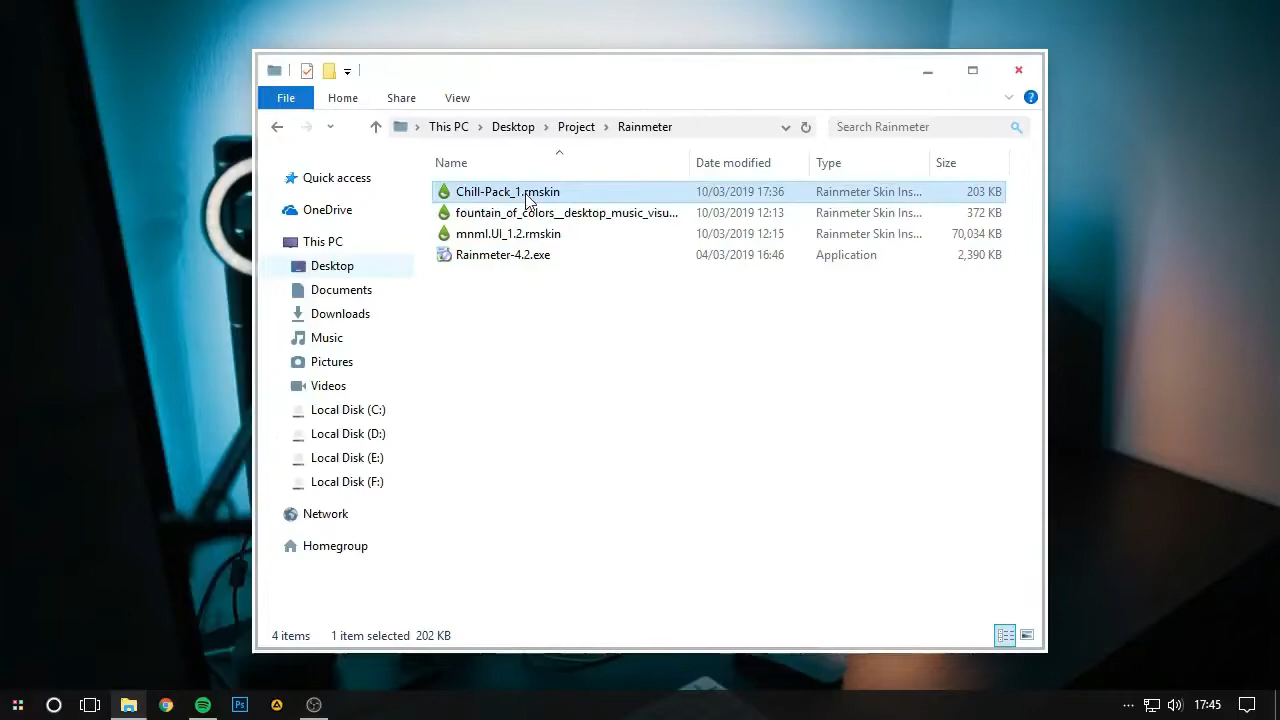 File Home Share View
This PC Desktop Project Rainmeter Search Rainmeter
Name Date modified Type Size
Quick access
OneDrive
This PC
Desktop
Documents
Downloads
Music
Pictures
Videos
Local Disk (C:)
Local Disk (D:)
Local Disk (E:)
Local Disk (F:)
Network
Homegroup
Chill-Pack_1.rmskin 10/03/2019 17:36 Rainmeter Skin Ins... 203 KB
fountain_of_colors__desktop_music_visu... 10/03/2019 12:13 Rainmeter Skin Ins... 372 KB
mnml.UI_1.2.rmskin 10/03/2019 12:15 Rainmeter Skin Ins... 70,034 KB
Rainmeter-4.2.exe 04/03/2019 16:46 Application 2,390 KB
4 items 1 item selected 202 KB
Ps 17:45